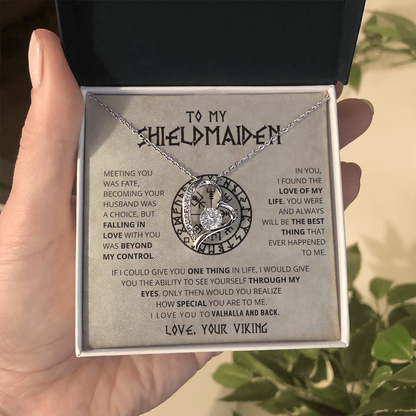 TO MY
SHIELDMAIDEN
MEETING YOU
WAS FATE,
BECOMING YOUR
HUSBAND WAS
A CHOICE, BUT
FALLING IN
LOVE WITH YOU
WAS BEYOND
MY CONTROL.
IN YOU,
I FOUND THE
LOVE OF MY
LIFE. YOU WERE
AND ALWAYS
WILL BE THE BEST
THING THAT
EVER HAPPENED
TO ME.
IF I COULD GIVE YOU ONE THING IN LIFE, I WOULD GIVE
YOU THE ABILITY TO SEE YOURSELF THROUGH MY
EYES. ONLY THEN WOULD YOU REALIZE
HOW SPECIAL YOU ARE TO ME.
I LOVE YOU TO VALHALLA AND BACK.
LOVE, YOUR VIKING